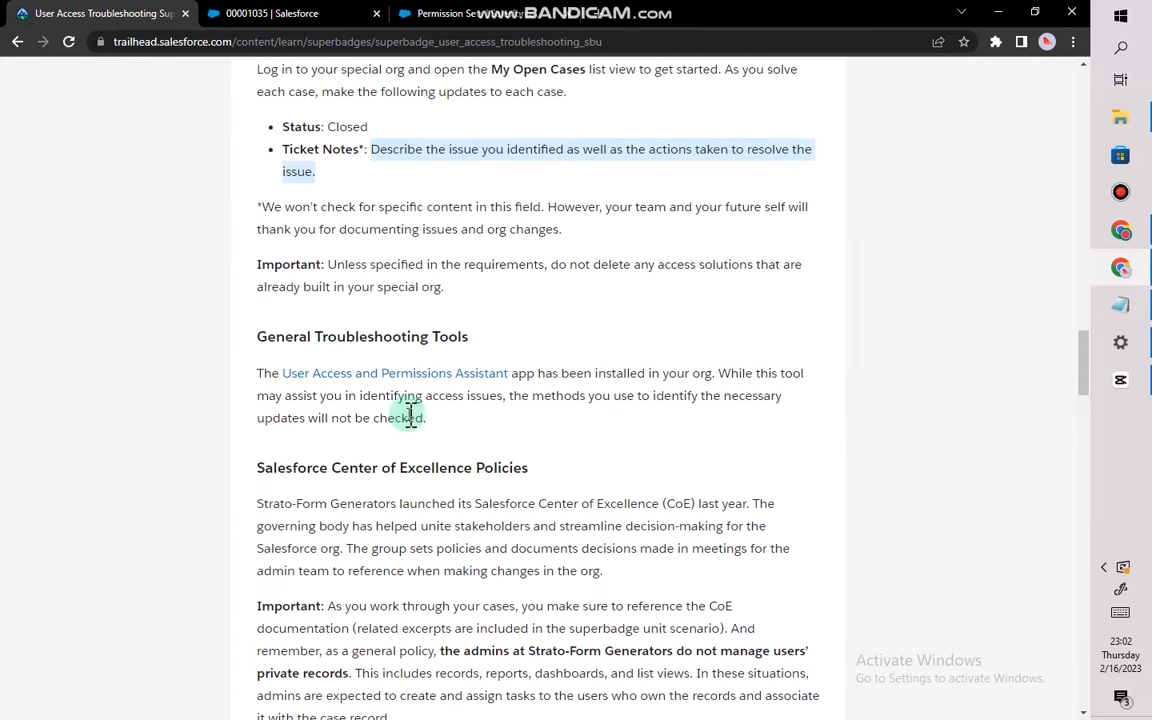 User Access Troubleshooting Sup
00001035 | Salesforce
Permission Se
www.BANDICAM.com
trailhead.salesforce.com/content/learn/superbadges/superbadge_user_access_troubleshooting_sbu
Log in to your special org and open the My Open Cases list view to get started. As you solve
each case, make the following updates to each case.
• Status: Closed
• Ticket Notes*: Describe the issue you identified as well as the actions taken to resolve the
issue.
*We won't check for specific content in this field. However, your team and your future self will
thank you for documenting issues and org changes.
Important: Unless specified in the requirements, do not delete any access solutions that are
already built in your special org.
General Troubleshooting Tools
The User Access and Permissions Assistant app has been installed in your org. While this tool
may assist you in identifying access issues, the methods you use to identify the necessary
updates will not be checked.
Salesforce Center of Excellence Policies
Strato-Form Generators launched its Salesforce Center of Excellence (CoE) last year. The
governing body has helped unite stakeholders and streamline decision-making for the
Salesforce org. The group sets policies and documents decisions made in meetings for the
admin team to reference when making changes in the org.
Important: As you work through your cases, you make sure to reference the CoE
documentation (related excerpts are included in the superbadge unit scenario). And
remember, as a general policy, the admins at Strato-Form Generators do not manage users'
private records. This includes records, reports, dashboards, and list views. In these situations,
admins are expected to create and assign tasks to the users who own the records and associate
it with the case record.
Activate Windows
Go to Settings to activate Windows.
23:02
Thursday
2/16/2023
3